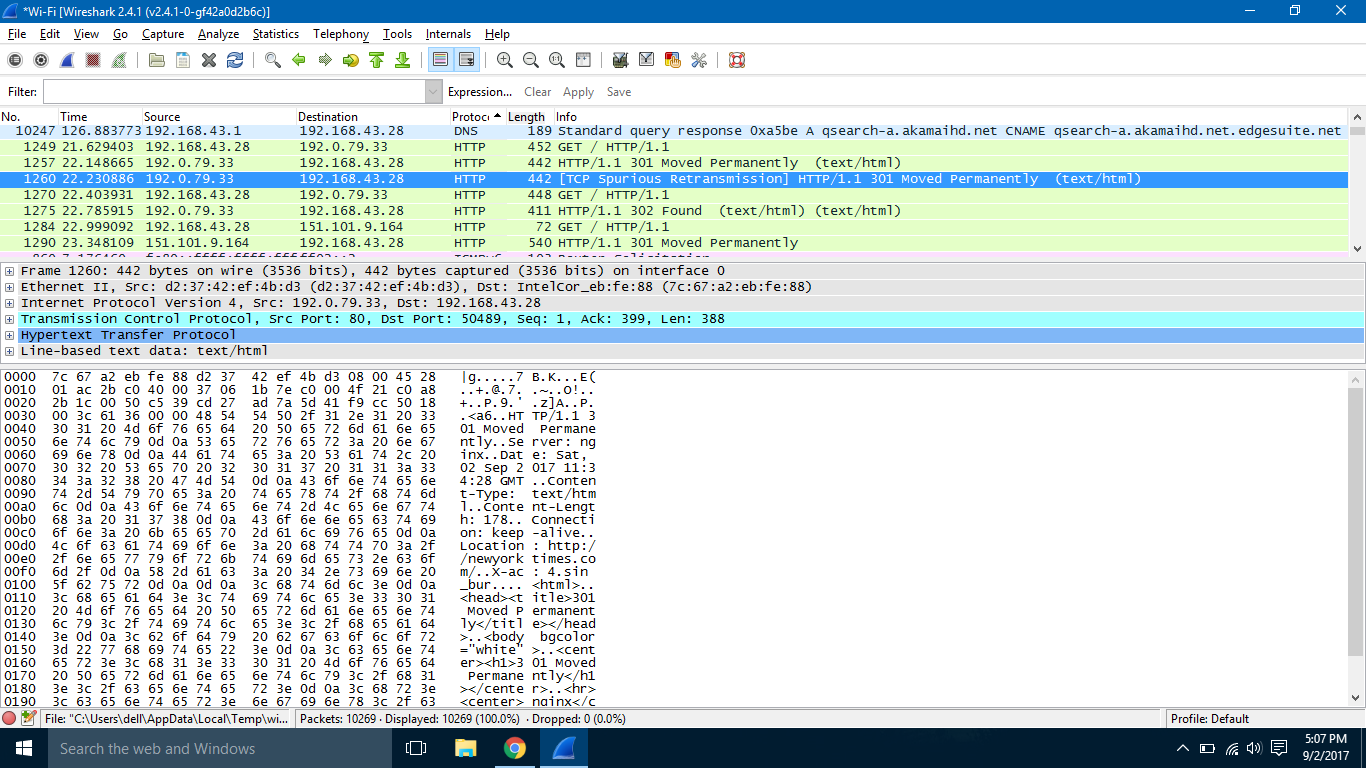 *Wi-Fi [Wireshark 2.4.1 (v2.4.1-0-gf42a0d2b6c)]
File Edit View Go Capture Analyze Statistics Telephony Tools Internals Help
Filter: Expression... Clear Apply Save
No. Time Source Destination Protoc Length Info
10247 126.883773 192.168.43.1 192.168.43.28 DNS 189 Standard query response 0xa5be A qsearch-a.akamaihd.net CNAME qsearch-a.akamaihd.net.edgesuite.net
1249 21.629403 192.168.43.28 192.0.79.33 HTTP 452 GET / HTTP/1.1
1257 22.148665 192.0.79.33 192.168.43.28 HTTP 442 HTTP/1.1 301 Moved Permanently (text/html)
1260 22.230886 192.0.79.33 192.168.43.28 HTTP 442 [TCP Spurious Retransmission] HTTP/1.1 301 Moved Permanently (text/html)
1270 22.403931 192.168.43.28 192.0.79.33 HTTP 448 GET / HTTP/1.1
1275 22.785915 192.0.79.33 192.168.43.28 HTTP 411 HTTP/1.1 302 Found (text/html) (text/html)
1284 22.999092 192.168.43.28 151.101.9.164 HTTP 72 GET / HTTP/1.1
1290 23.348109 151.101.9.164 192.168.43.28 HTTP 540 HTTP/1.1 301 Moved Permanently
Frame 1260: 442 bytes on wire (3536 bits), 442 bytes captured (3536 bits) on interface 0
Ethernet II, Src: d2:37:42:ef:4b:d3 (d2:37:42:ef:4b:d3), Dst: IntelCor_eb:fe:88 (7c:67:a2:eb:fe:88)
Internet Protocol Version 4, Src: 192.0.79.33, Dst: 192.168.43.28
Transmission Control Protocol, Src Port: 80, Dst Port: 50489, Seq: 1, Ack: 399, Len: 388
Hypertext Transfer Protocol
Line-based text data: text/html
0000 7c 67 a2 eb fe 88 d2 37 42 ef 4b d3 08 00 45 28 |g.....7 B.K...E(
0010 01 ac 2b c0 40 00 37 06 1b 7e c0 00 4f 21 c0 a8 ..+.@.7. .~..O!..
0020 2b 1c 00 50 c5 39 cd 27 ad 7a 5d 41 f9 cc 50 18 +..P.9.' .z]A..P.
0030 00 3c 61 36 00 00 48 54 54 50 2f 31 2e 31 20 33 .<a6..HT TP/1.1 3
0040 30 31 20 4d 6f 76 65 64 20 50 65 72 6d 61 6e 65 01 Moved Permane
0050 6e 74 6c 79 0d 0a 53 65 72 76 65 72 3a 20 6e 67 ntly..Se rver: ng
0060 69 6e 78 0d 0a 44 61 74 65 3a 20 53 61 74 2c 20 inx..Dat e: Sat,
0070 30 32 20 53 65 70 20 32 30 31 37 20 31 31 3a 33 02 Sep 2 017 11:3
0080 34 3a 32 38 20 47 4d 54 0d 0a 43 6f 6e 74 65 6e 4:28 GMT ..Conten
0090 74 2d 54 79 70 65 3a 20 74 65 78 74 2f 68 74 6d t-Type: text/htm
00a0 6c 0d 0a 43 6f 6e 74 65 6e 74 2d 4c 65 6e 67 74 l..Conte nt-Lengt
00b0 68 3a 20 31 37 38 0d 0a 43 6f 6e 6e 65 63 74 69 h: 178.. Connecti
00c0 6f 6e 3a 20 6b 65 65 70 2d 61 6c 69 76 65 0d 0a on: keep -alive..
00d0 4c 6f 63 61 74 69 6f 6e 3a 20 68 74 74 70 3a 2f Location : http:/
00e0 2f 6e 65 77 79 6f 72 6b 74 69 6d 65 73 2e 63 6f /newyork times.co
00f0 6d 2f 0d 0a 58 2d 61 63 3a 20 34 2e 73 69 6e 20 m/..X-ac : 4.sin
0100 5f 62 75 72 0d 0a 0d 0a 3c 68 74 6d 6c 3e 0d 0a _bur.... <html>..
0110 3c 68 65 61 64 3e 3c 74 69 74 6c 65 3e 33 30 31 <head><t itle>301
0120 20 4d 6f 76 65 64 20 50 65 72 6d 61 6e 65 6e 74 Moved P ermanent
0130 6c 79 3c 2f 74 69 74 6c 65 3e 3c 2f 68 65 61 64 ly</titl e></head
0140 3e 0d 0a 3c 62 6f 64 79 20 62 67 63 6f 6c 6f 72 >..<body bgcolor
0150 3d 22 77 68 69 74 65 22 3e 0d 0a 3c 63 65 6e 74 ="white" >..<cent
0160 65 72 3e 3c 68 31 3e 33 30 31 20 4d 6f 76 65 64 er><h1>3 01 Moved
0170 20 50 65 72 6d 61 6e 65 6e 74 6c 79 3c 2f 68 31 Permane ntly</h1
0180 3e 3c 2f 63 65 6e 74 65 72 3e 0d 0a 3c 68 72 3e ></cente r>..<hr>
0190 3c 63 65 6e 74 65 72 3e 6e 67 69 6e 78 3c 2f 63 <center> nginx</c
File: "C:\Users\dell\AppData\Local\Temp\wi... Packets: 10269 · Displayed: 10269 (100.0%) · Dropped: 0 (0.0%) Profile: Default
Search the web and Windows
5:07 PM
9/2/2017